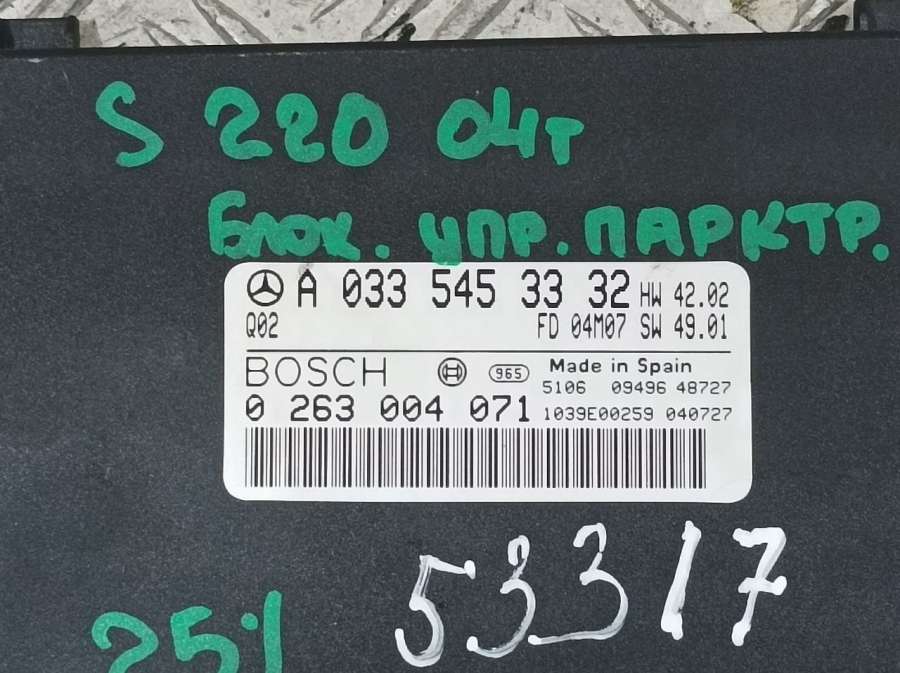 S 220 04г
Блок. упр. ПАРКТР.
A 033 545 33 32 HW 42.02
Q02 FD 04M07 SW 49.01
BOSCH 965 Made in Spain
5106 09496 48727
0 263 004 071 1039E00259 040727
53317
25%